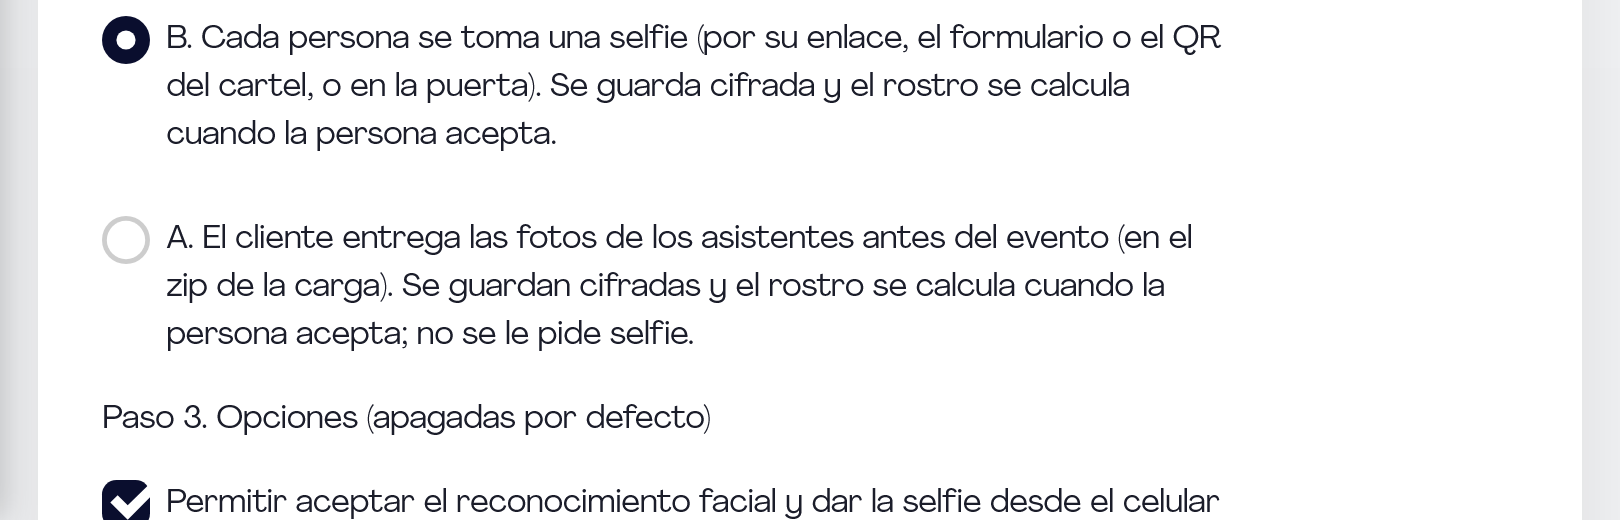 B. Cada persona se toma una selfie (por su enlace, el formulario o el QR
del cartel, o en la puerta). Se guarda cifrada y el rostro se calcula
cuando la persona acepta.
A. El cliente entrega las fotos de los asistentes antes del evento (en el
zip de la carga). Se guardan cifradas y el rostro se calcula cuando la
persona acepta; no se le pide selfie.
Paso 3. Opciones (apagadas por defecto)
Permitir aceptar el reconocimiento facial y dar la selfie desde el celular